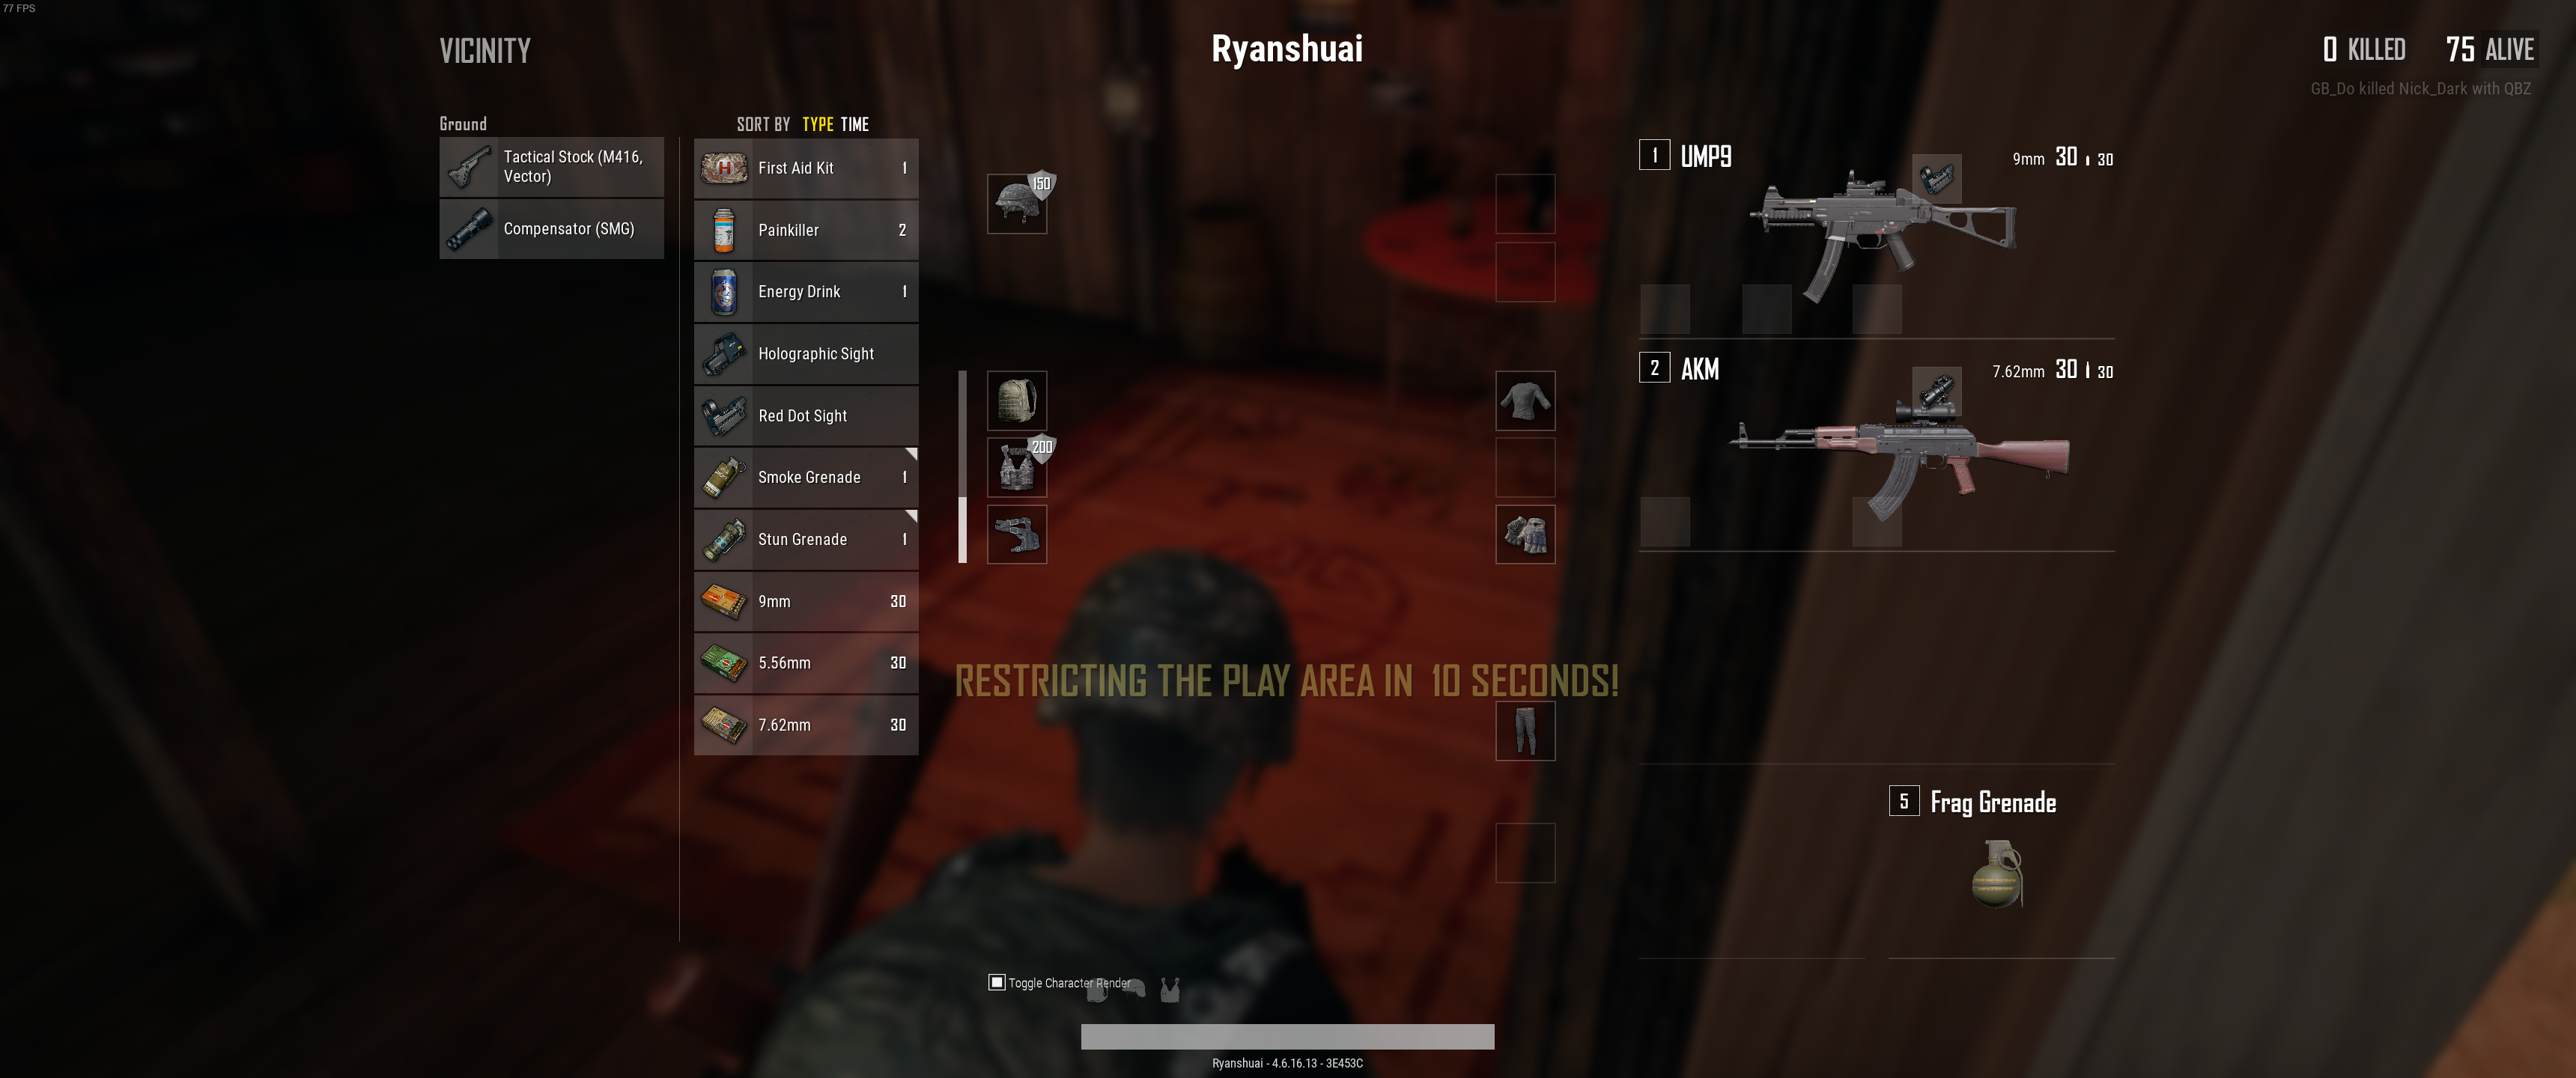 77 FPS
VICINITY
Ryanshuai
0 KILLED 75 ALIVE
GB_Do killed Nick_Dark with QBZ
Ground
SORT BY TYPE TIME
Tactical Stock (M416,
Vector)
Compensator (SMG)
First Aid Kit 1
Painkiller 2
Energy Drink 1
Holographic Sight
Red Dot Sight
Smoke Grenade 1
Stun Grenade 1
9mm 30
5.56mm 30
7.62mm 30
150
200
1 UMP9 9mm 30 30
2 AKM 7.62mm 30 30
RESTRICTING THE PLAY AREA IN 10 SECONDS!
5 Frag Grenade
Toggle Character Render
Ryanshuai - 4.6.16.13 - 3E453C